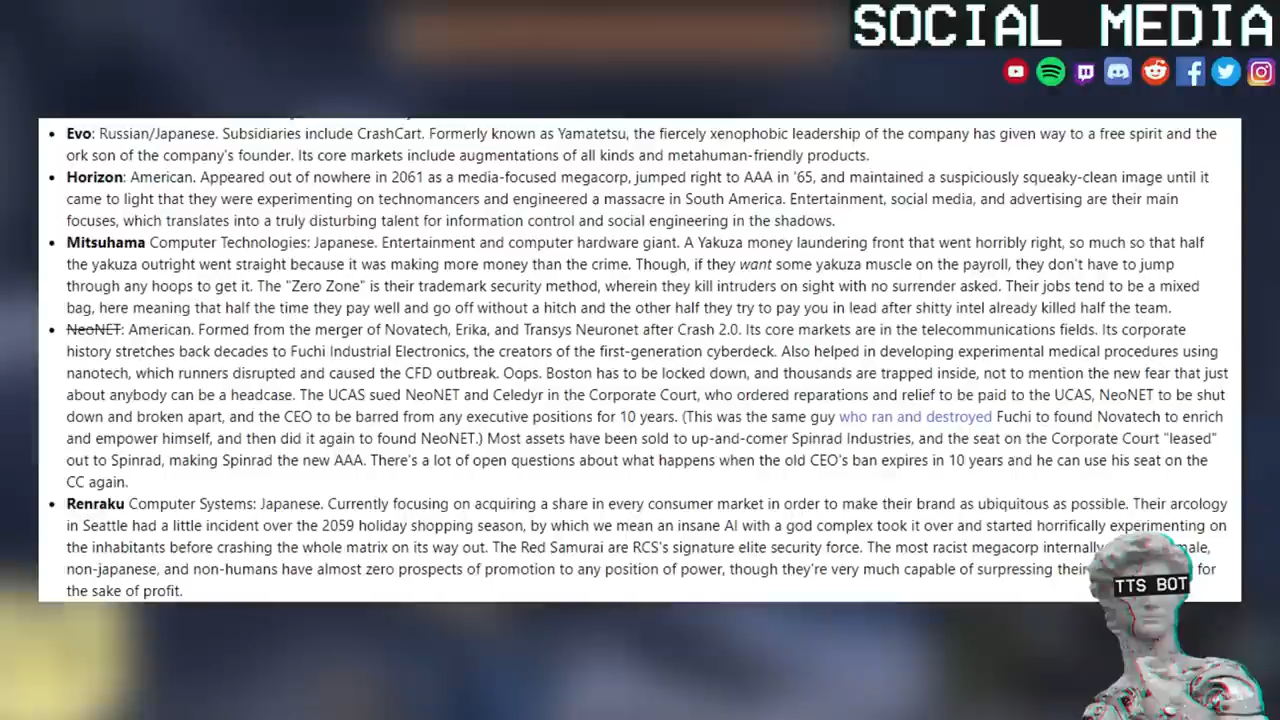 SOCIAL MEDIA
• Evo: Russian/Japanese. Subsidiaries include CrashCart. Formerly known as Yamatetsu, the fiercely xenophobic leadership of the company has given way to a free spirit and the
ork son of the company's founder. Its core markets include augmentations of all kinds and metahuman-friendly products.
• Horizon: American. Appeared out of nowhere in 2061 as a media-focused megacorp, jumped right to AAA in '65, and maintained a suspiciously squeaky-clean image until it
came to light that they were experimenting on technomancers and engineered a massacre in South America. Entertainment, social media, and advertising are their main
focuses, which translates into a truly disturbing talent for information control and social engineering in the shadows.
• Mitsuhama Computer Technologies: Japanese. Entertainment and computer hardware giant. A Yakuza money laundering front that went horribly right, so much so that half
the yakuza outright went straight because it was making more money than the crime. Though, if they want some yakuza muscle on the payroll, they don't have to jump
through any hoops to get it. The "Zero Zone" is their trademark security method, wherein they kill intruders on sight with no surrender asked. Their jobs tend to be a mixed
bag, here meaning that half the time they pay well and go off without a hitch and the other half they try to pay you in lead after shitty intel already killed half the team.
• NeoNET: American. Formed from the merger of Novatech, Erika, and Transys Neuronet after Crash 2.0. Its core markets are in the telecommunications fields. Its corporate
history stretches back decades to Fuchi Industrial Electronics, the creators of the first-generation cyberdeck. Also helped in developing experimental medical procedures using
nanotech, which runners disrupted and caused the CFD outbreak. Oops. Boston has to be locked down, and thousands are trapped inside, not to mention the new fear that just
about anybody can be a headcase. The UCAS sued NeoNET and Celedyr in the Corporate Court, who ordered reparations and relief to be paid to the UCAS, NeoNET to be shut
down and broken apart, and the CEO to be barred from any executive positions for 10 years. (This was the same guy who ran and destroyed Fuchi to found Novatech to enrich
and empower himself, and then did it again to found NeoNET.) Most assets have been sold to up-and-comer Spinrad Industries, and the seat on the Corporate Court "leased"
out to Spinrad, making Spinrad the new AAA. There's a lot of open questions about what happens when the old CEO's ban expires in 10 years and he can use his seat on the
CC again.
• Renraku Computer Systems: Japanese. Currently focusing on acquiring a share in every consumer market in order to make their brand as ubiquitous as possible. Their arcology
in Seattle had a little incident over the 2059 holiday shopping season, by which we mean an insane AI with a god complex took it over and started horrifically experimenting on
the inhabitants before crashing the whole matrix on its way out. The Red Samurai are RCS's signature elite security force. The most racist megacorp internally
non-japanese, and non-humans have almost zero prospects of promotion to any position of power, though they're very much capable of surpressing their for
the sake of profit.
TTS BOT